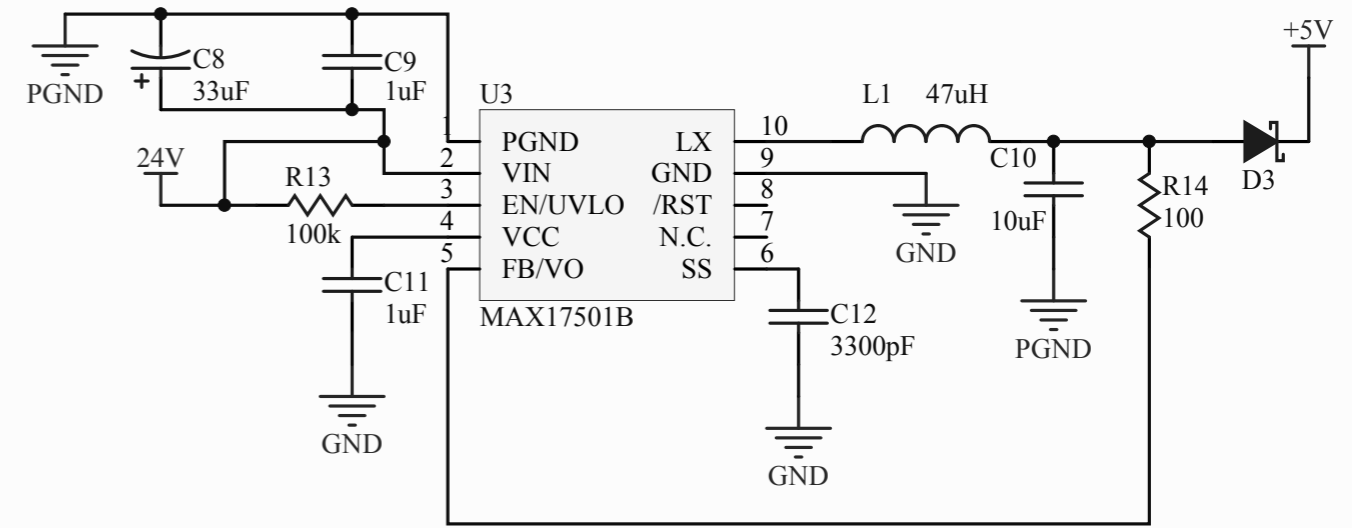 +5V
PGND
C8
33uF
+
C9
1uF
U3
L1 47uH
1
PGND
LX
10
24V
2
VIN
GND
9
C10
R13
100k
3
EN/UVLO
/RST
8
10uF
D3
R14
100
4
VCC
N.C.
7
GND
5
FB/VO
SS
6
C11
1uF
MAX17501B
C12
3300pF
PGND
GND
GND